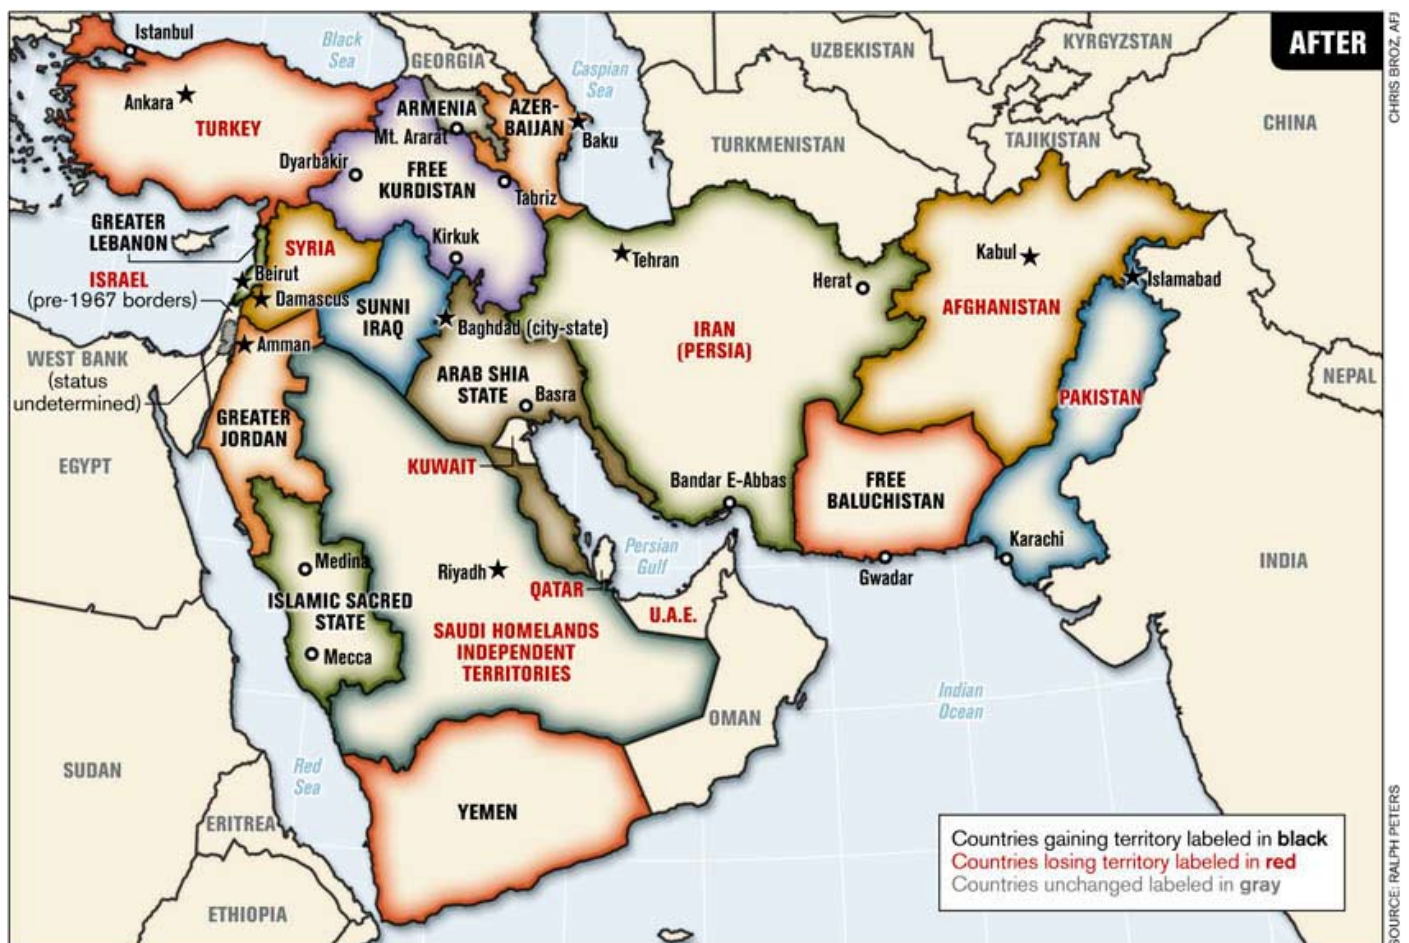 AFTER
CHRIS BROZ, AFJ
Istanbul
Black
Sea
GEORGIA
Caspian
Sea
UZBEKISTAN
KYRGYZSTAN
Ankara
TURKEY
ARMENIA
Mt. Ararat
AZER-
BAIJAN
Baku
TURKMENISTAN
TAJIKISTAN
CHINA
Dyarbakir
FREE
KURDISTAN
Tabriz
GREATER
LEBANON
SYRIA
Kirkuk
Tehran
Herat
Kabul
Islamabad
ISRAEL
(pre-1967 borders)
Beirut
Damascus
SUNNI
IRAQ
Baghdad (city-state)
IRAN
(PERSIA)
AFGHANISTAN
WEST BANK
(status
undetermined)
Amman
ARAB SHIA
STATE
Basra
PAKISTAN
NEPAL
GREATER
JORDAN
EGYPT
KUWAIT
Bandar E-Abbas
FREE
BALUCHISTAN
Medina
Riyadh
Persian
Gulf
Karachi
Gwadar
INDIA
ISLAMIC SACRED
STATE
QATAR
U.A.E.
Mecca
SAUDI HOMELANDS
INDEPENDENT
TERRITORIES
OMAN
Indian
Ocean
SUDAN
Red
Sea
YEMEN
ERITREA
ETHIOPIA
Countries gaining territory labeled in black
Countries losing territory labeled in red
Countries unchanged labeled in gray
SOURCE: RALPH PETERS